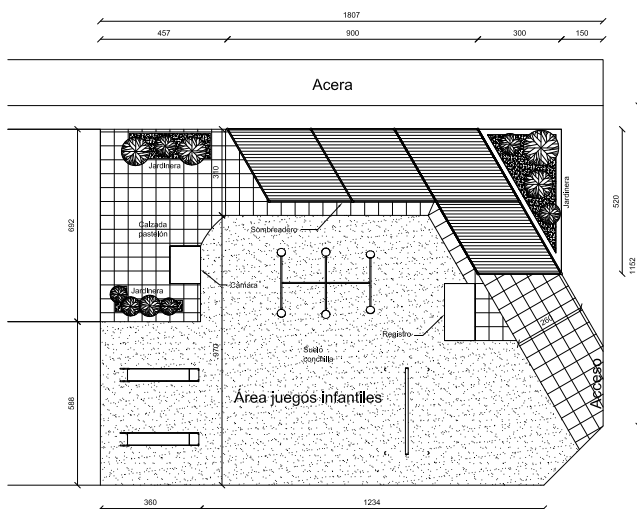 1807
457
900
300
150
Acera
Jardinera
310
Jardinera
520
1152
692
Calzada
pastelón
Sombreadero
Cámara
Jardinera
260
Registro
970
Suelo
conchilla
Área juegos infantiles
Acceso
588
360
1234